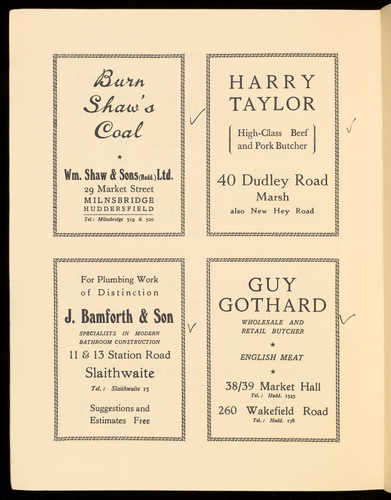 Burn
Shaw's
Coal
Wm. Shaw & Sons (Hudd.) Ltd.
29 Market Street
MILNSBRIDGE
HUDDERSFIELD
Tel: Milnsbridge 519 & 520
HARRY
TAYLOR
High-Class Beef
and Pork Butcher
40 Dudley Road
Marsh
also New Hey Road
For Plumbing Work
of Distinction
J. Bamforth & Son
SPECIALISTS IN MODERN
BATHROOM CONSTRUCTION
11 & 13 Station Road
Slaithwaite
Tel.: Slaithwaite 15
Suggestions and
Estimates Free
GUY
GOTHARD
WHOLESALE AND
RETAIL BUTCHER
ENGLISH MEAT
38/39 Market Hall
Tel.: Hudd. 1345
260 Wakefield Road
Tel.: Hudd. 178